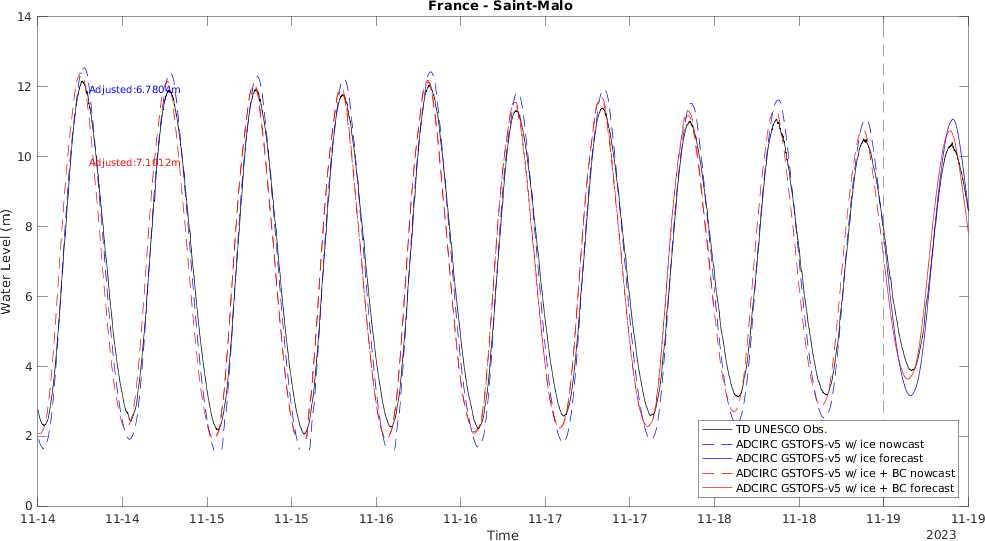 France - Saint-Malo
14
12
10
8
6
4
2
0
Water Level (m)
Adjusted:6.7804m
Adjusted:7.1012m
TD UNESCO Obs.
ADCIRC GSTOFS-v5 w/ ice nowcast
ADCIRC GSTOFS-v5 w/ ice forecast
ADCIRC GSTOFS-v5 w/ ice + BC nowcast
ADCIRC GSTOFS-v5 w/ ice + BC forecast
11-14 11-14 11-15 11-15 11-16 11-16 11-17 11-17 11-18 11-18 11-19 11-19
Time
2023